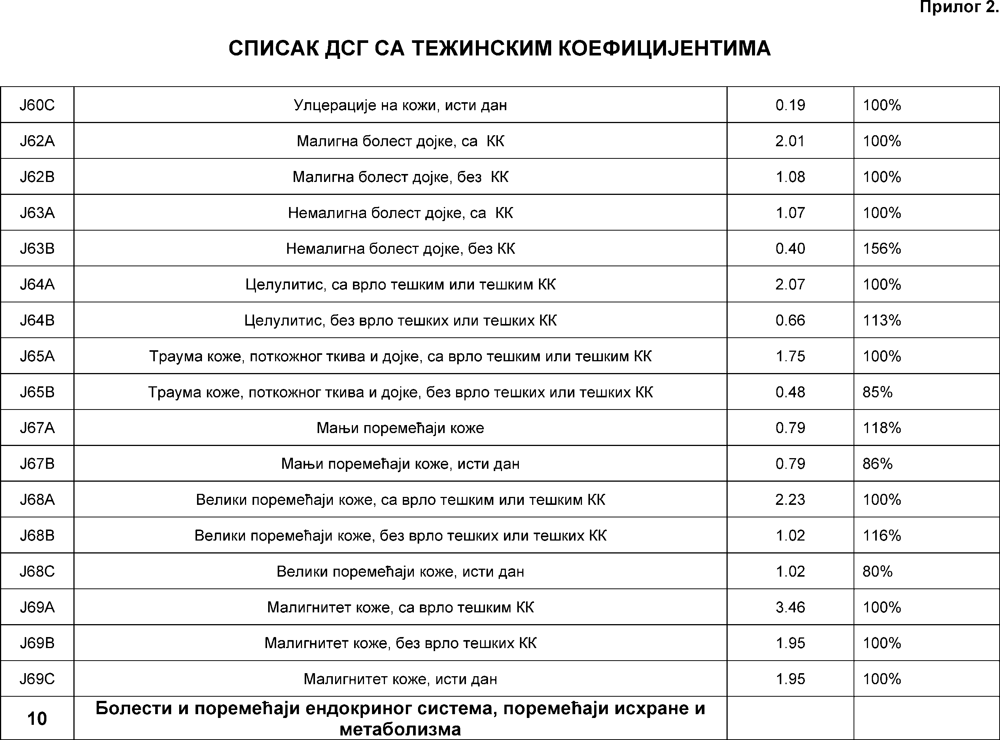 Прилог 2.
СПИСАК ДСГ СА ТЕЖИНСКИМ КОЕФИЦИЈЕНТИМА
J60C Улцерације на кожи, исти дан 0.19 100%
J62A Малигна болест дојке, са  КК 2.01 100%
J62B Малигна болест дојке, без  КК 1.08 100%
J63A Немалигна болест дојке, са  КК 1.07 100%
J63B Немалигна болест дојке, без КК 0.40 156%
J64A Целулитис, са врло тешким или тешким КК 2.07 100%
J64B Целулитис, без врло тешких или тешких КК 0.66 113%
J65A Траума коже, поткожног ткива и дојке, са врло тешким или тешким КК 1.75 100%
J65B Траума коже, поткожног ткива и дојке, без врло тешких или тешких КК 0.48 85%
J67A Мањи поремећаји коже 0.79 118%
J67B Мањи поремећаји коже, исти дан 0.79 86%
J68A Велики поремећаји коже, са врло тешким или тешким КК 2.23 100%
J68B Велики поремећаји коже, без врло тешких или тешких КК 1.02 116%
J68C Велики поремећаји коже, исти дан 1.02 80%
J69A Малигнитет коже, са врло тешким КК 3.46 100%
J69B Малигнитет коже, без врло тешких КК 1.95 100%
J69C Малигнитет коже, исти дан 1.95 100%
10 Болести и поремећаји ендокриног система, поремећаји исхране и
метаболизма